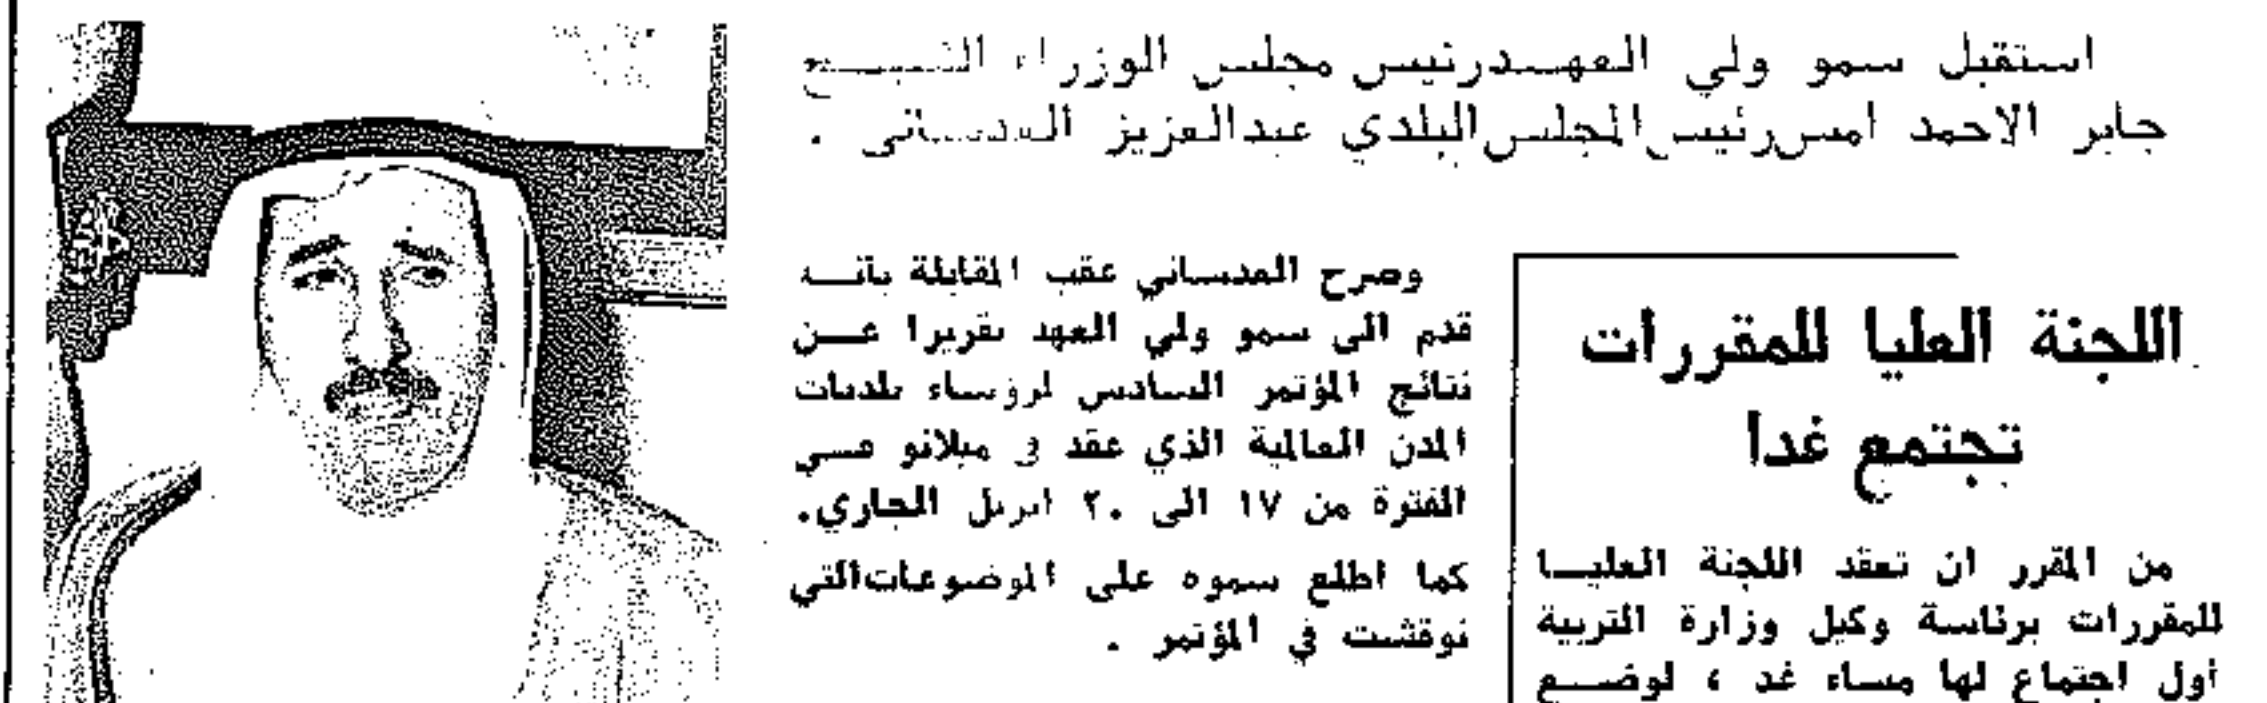 استقبل سمو ولي العهد رئيس مجلس الوزراء الشيخ
جابر الاحمد امس رئيس المجلس البلدي عبدالعزيز العدساني .
وصرح العدساني عقب المقابلة بانه
قدم الى سمو ولي العهد تقريرا عن
نتائج المؤتمر السادس لرؤساء بلديات
المدن العالمية الذي عقد في ميلانو في
الفترة من ١٧ الى ٢٠ ابريل الجاري.
كما اطلع سموه على الموضوعات التي
نوقشت في المؤتمر .
اللجنة العليا للمقررات
تجتمع غدا
من المقرر ان تعقد اللجنة العليا
للمقررات برئاسة وكيل وزارة التربية
أول اجتماع لها مساء غد ، لوضع